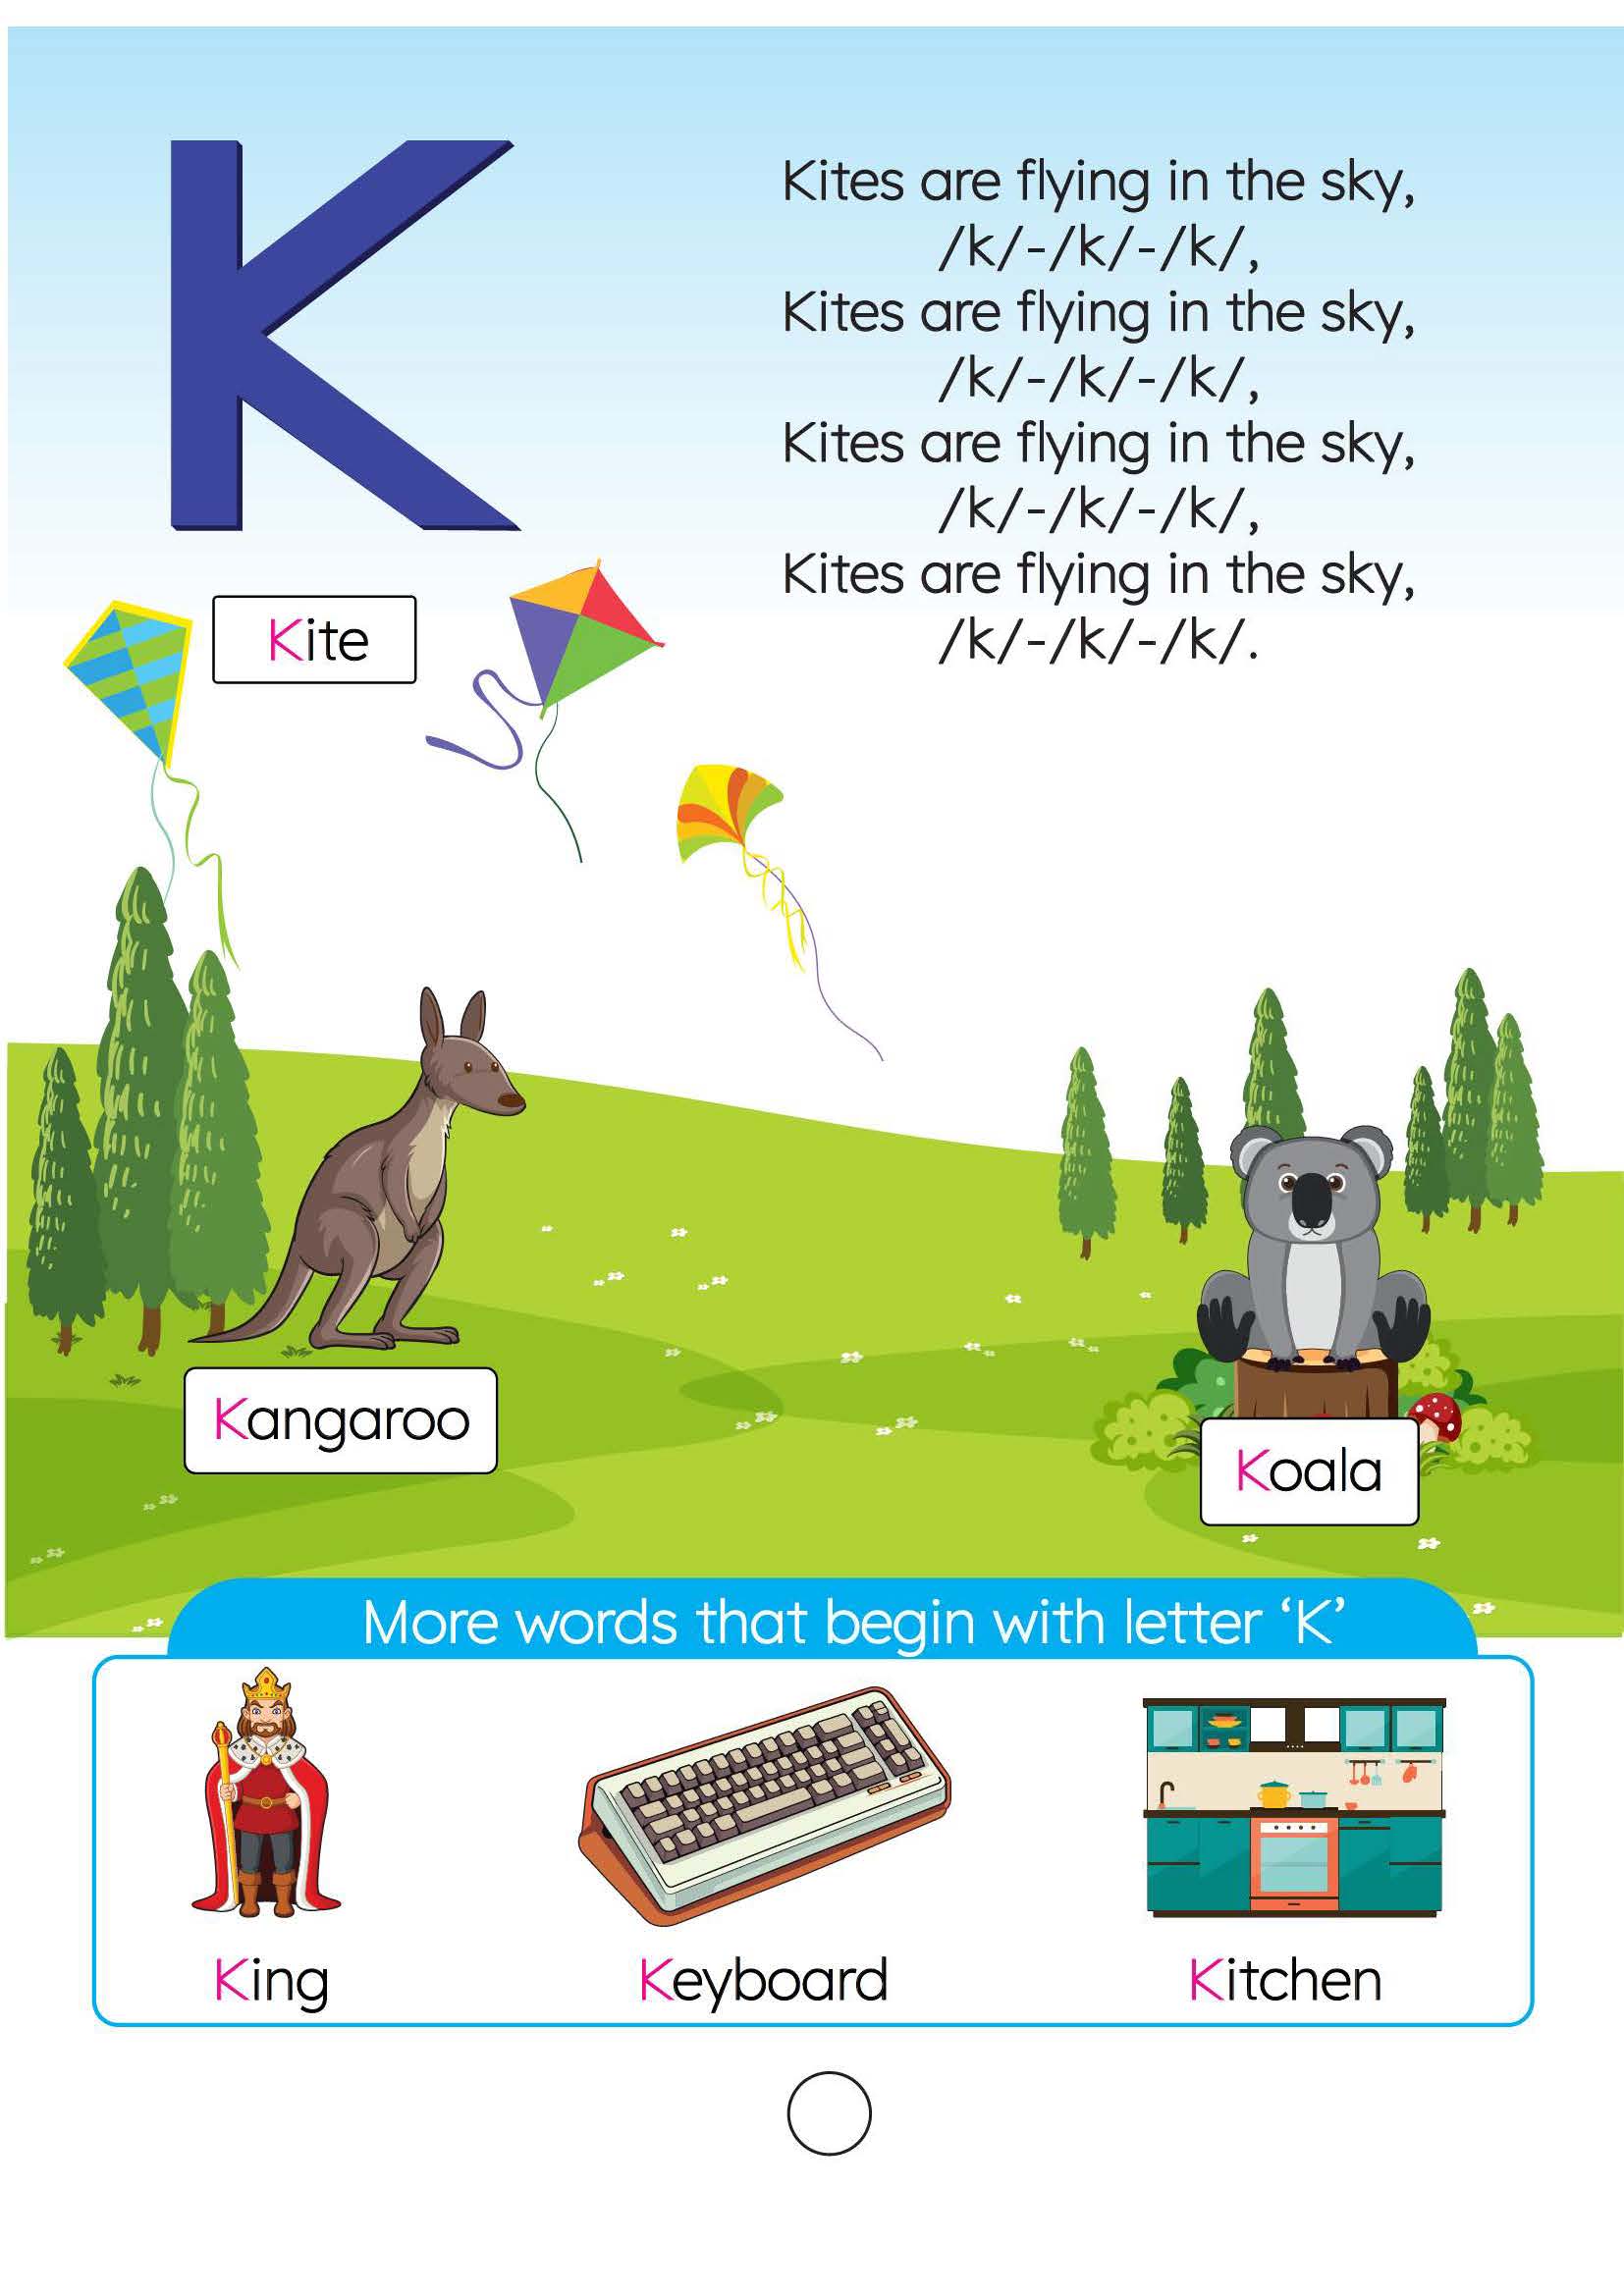 K
Kites are flying in the sky,
/k/-/k/-/k/,
Kites are flying in the sky,
/k/-/k/-/k/,
Kites are flying in the sky,
/k/-/k/-/k/,
Kites are flying in the sky,
/k/-/k/-/k/.
Kite
Kangaroo
Koala
More words that begin with letter ‘K’
King
Keyboard
Kitchen